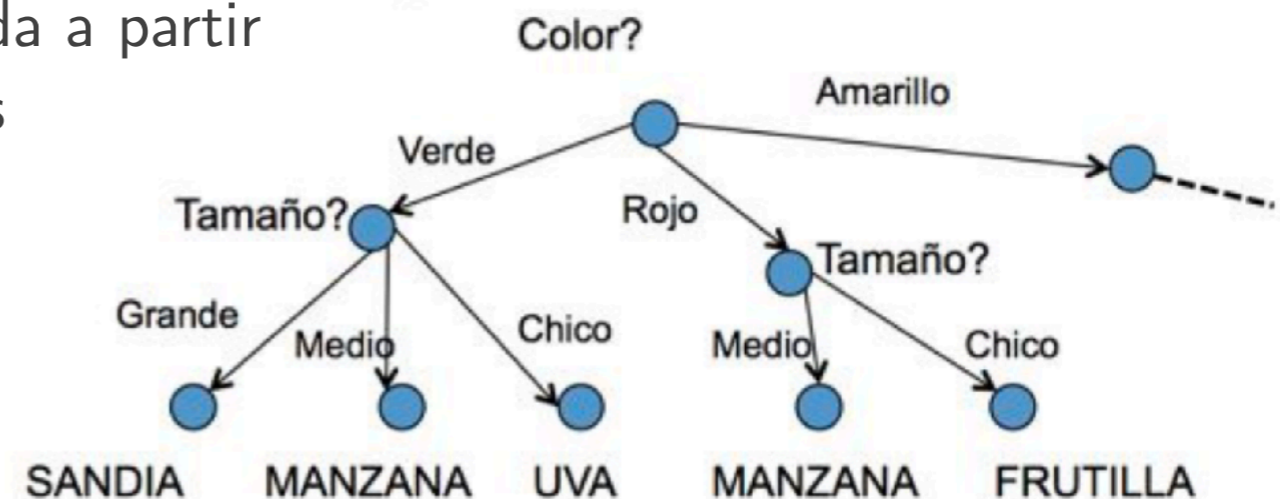 da a partir
s
Color?
Amarillo
Verde
Tamaño?
Rojo
Tamaño?
Grande
Medio
Chico
Medio
Chico
SANDIA MANZANA UVA MANZANA FRUTILLA